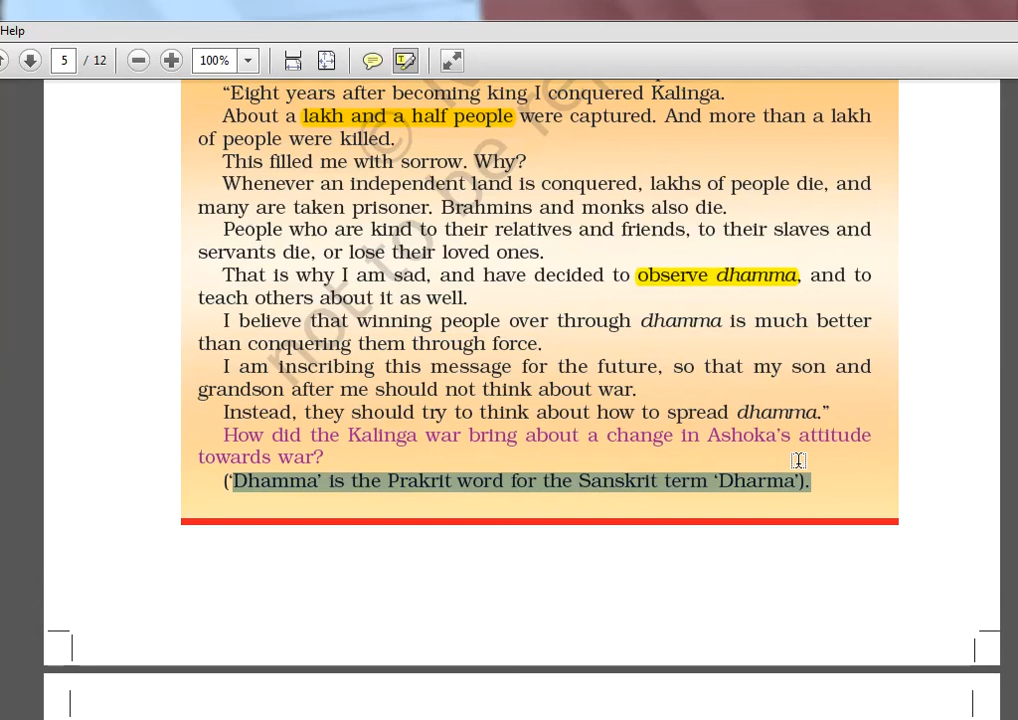 Help
5 / 12 100%
“Eight years after becoming king I conquered Kalinga.
About a lakh and a half people were captured. And more than a lakh
of people were killed.
This filled me with sorrow. Why?
Whenever an independent land is conquered, lakhs of people die, and
many are taken prisoner. Brahmins and monks also die.
People who are kind to their relatives and friends, to their slaves and
servants die, or lose their loved ones.
That is why I am sad, and have decided to observe dhamma, and to
teach others about it as well.
I believe that winning people over through dhamma is much better
than conquering them through force.
I am inscribing this message for the future, so that my son and
grandson after me should not think about war.
Instead, they should try to think about how to spread dhamma.”
How did the Kalinga war bring about a change in Ashoka’s attitude
towards war?
(‘Dhamma’ is the Prakrit word for the Sanskrit term ‘Dharma’).
©
not to be re